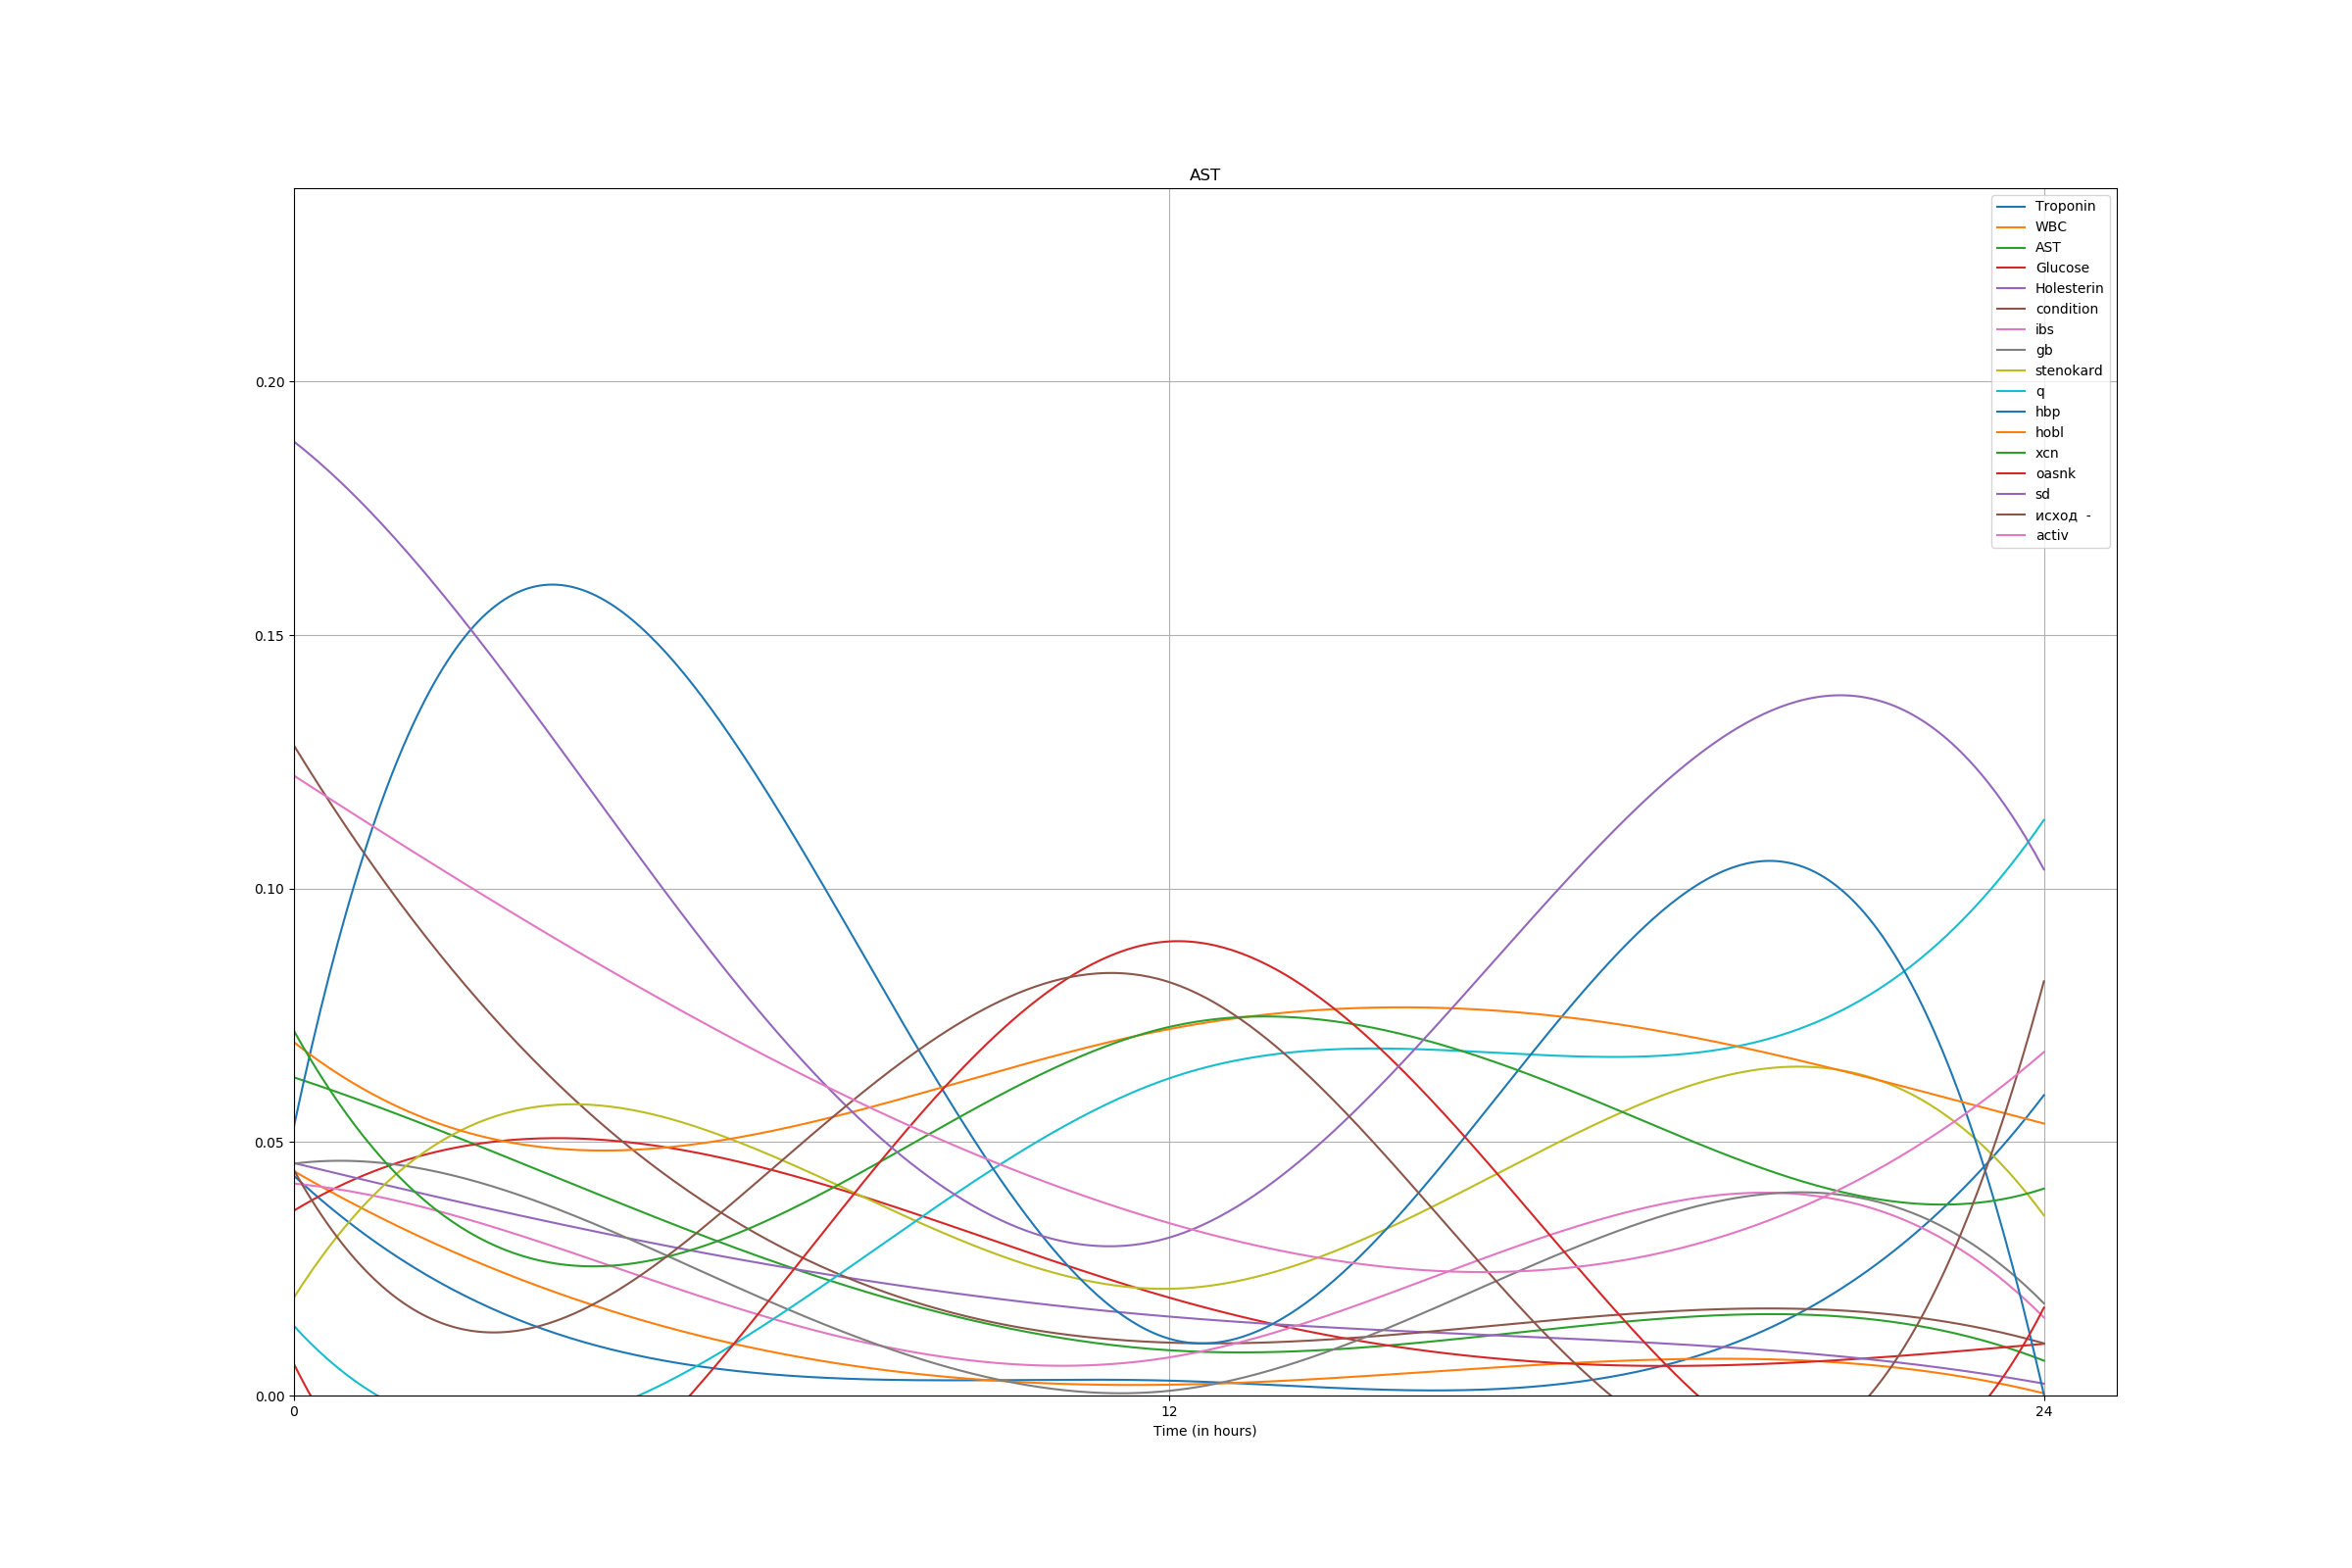 AST
Troponin
WBC
AST
Glucose
Holesterin
condition
ibs
gb
stenokard
q
hbp
hobl
xcn
oasnk
sd
исход  -
activ
0.20
0.15
0.10
0.05
0.00
0 12 24
Time (in hours)